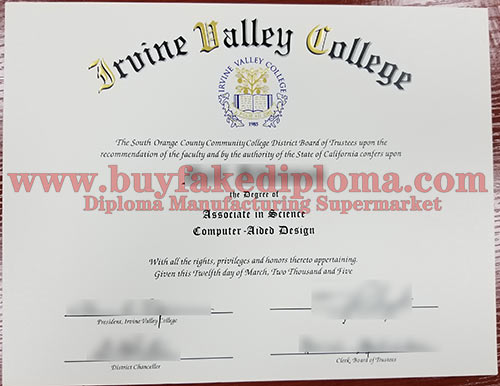 Irvine Valley College
IRVINE VALLEY COLLEGE
1985
The South Orange County Community College District Board of Trustees upon the
recommendation of the faculty and by the authority of the State of California confers upon
www.buyfakediploma.com
the Degree of
Diploma Manufacturing Supermarket
Associate in Science
Computer-Aided Design
With all the rights, privileges and honors thereto appertaining.
Given this Twelfth day of March, Two Thousand and Five
President, Irvine Valley College
District Chancellor
Clerk, Board of Trustees